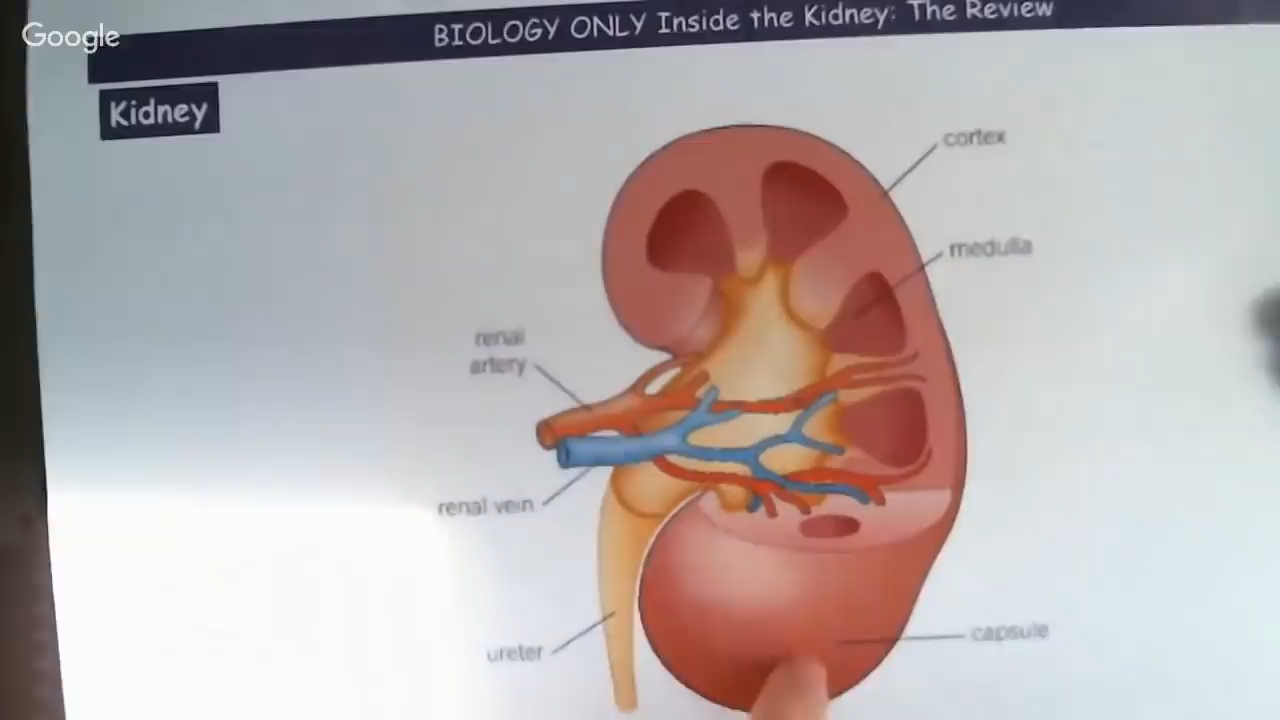 Google
BIOLOGY ONLY Inside the Kidney: The Review
Kidney
cortex
medulla
renal
artery
renal vein
ureter
capsule